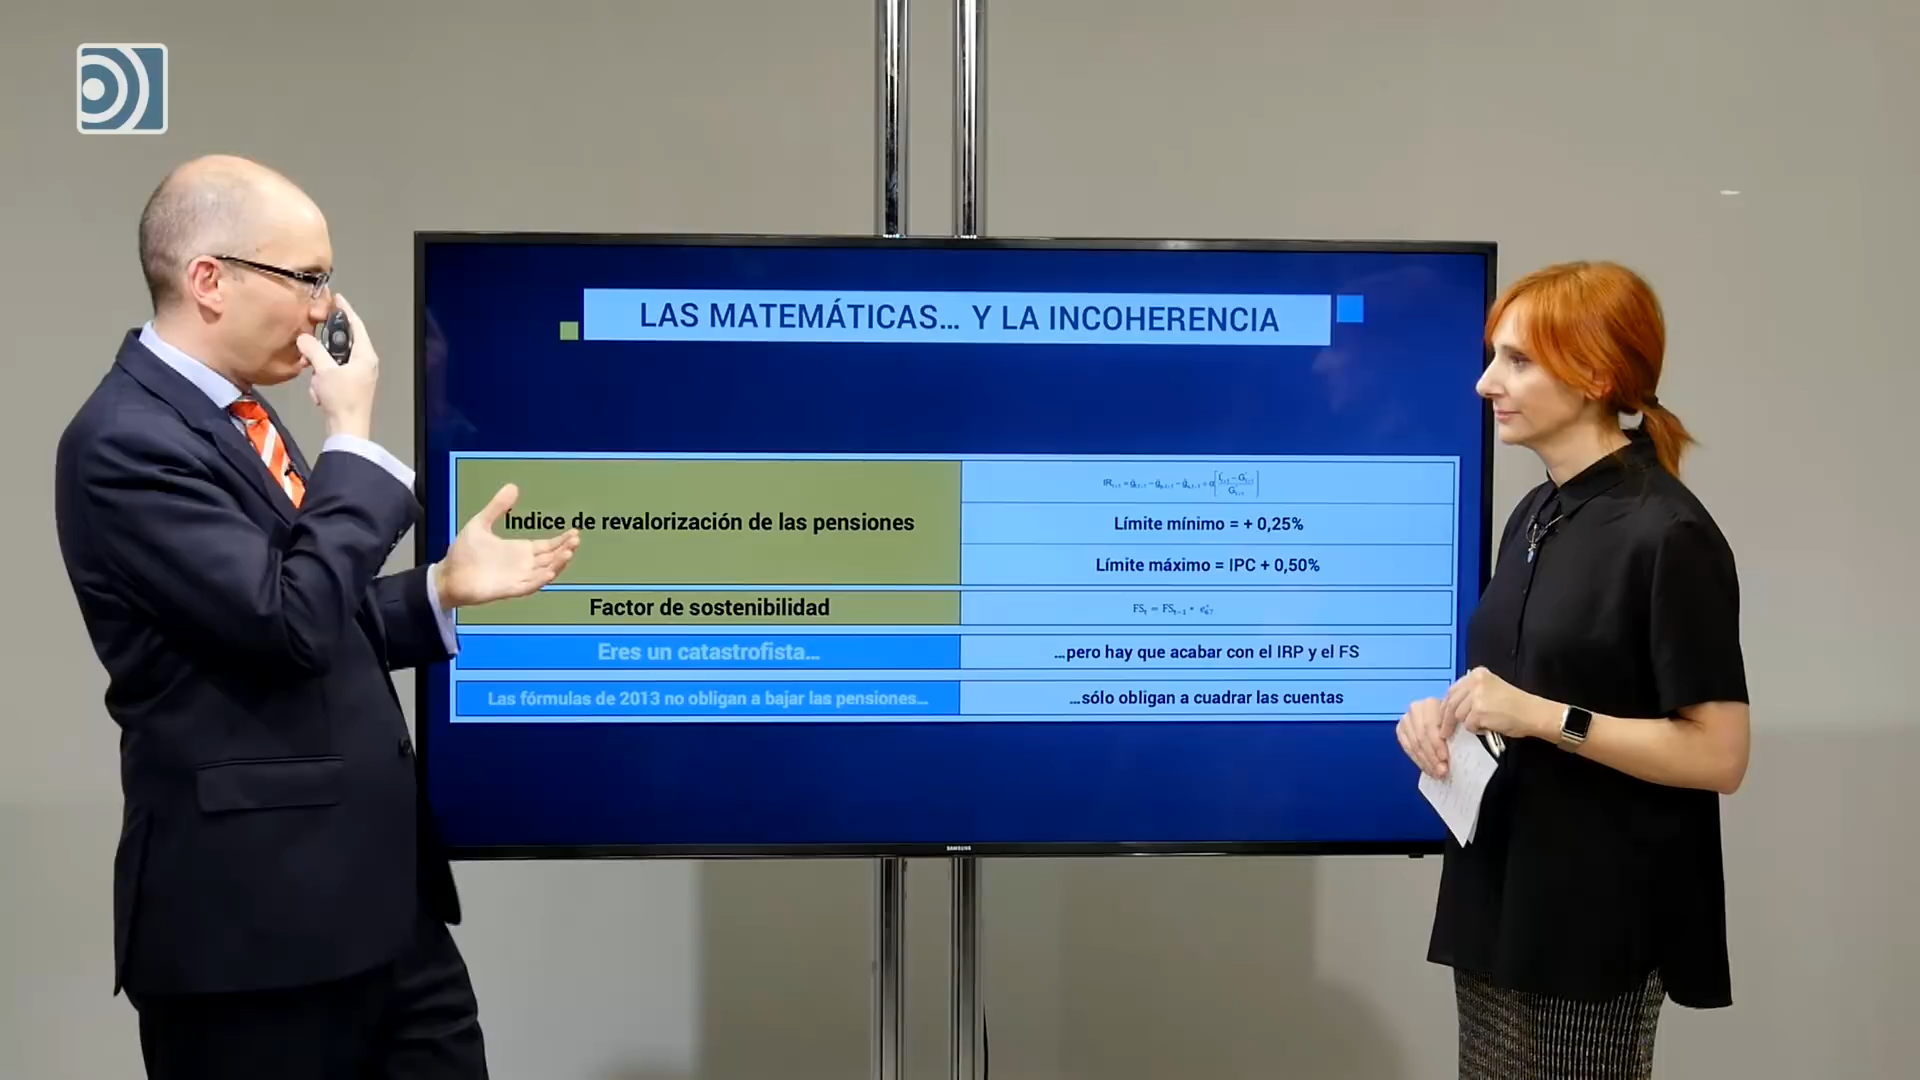 LAS MATEMÁTICAS... Y LA INCOHERENCIA
Índice de revalorización de las pensiones
Límite mínimo = + 0,25%
Límite máximo = IPC + 0,50%
Factor de sostenibilidad
Eres un catastrofista...
...pero hay que acabar con el IRP y el FS
Las fórmulas de 2013 no obligan a bajar las pensiones...
...sólo obligan a cuadrar las cuentas
SAMSUNG